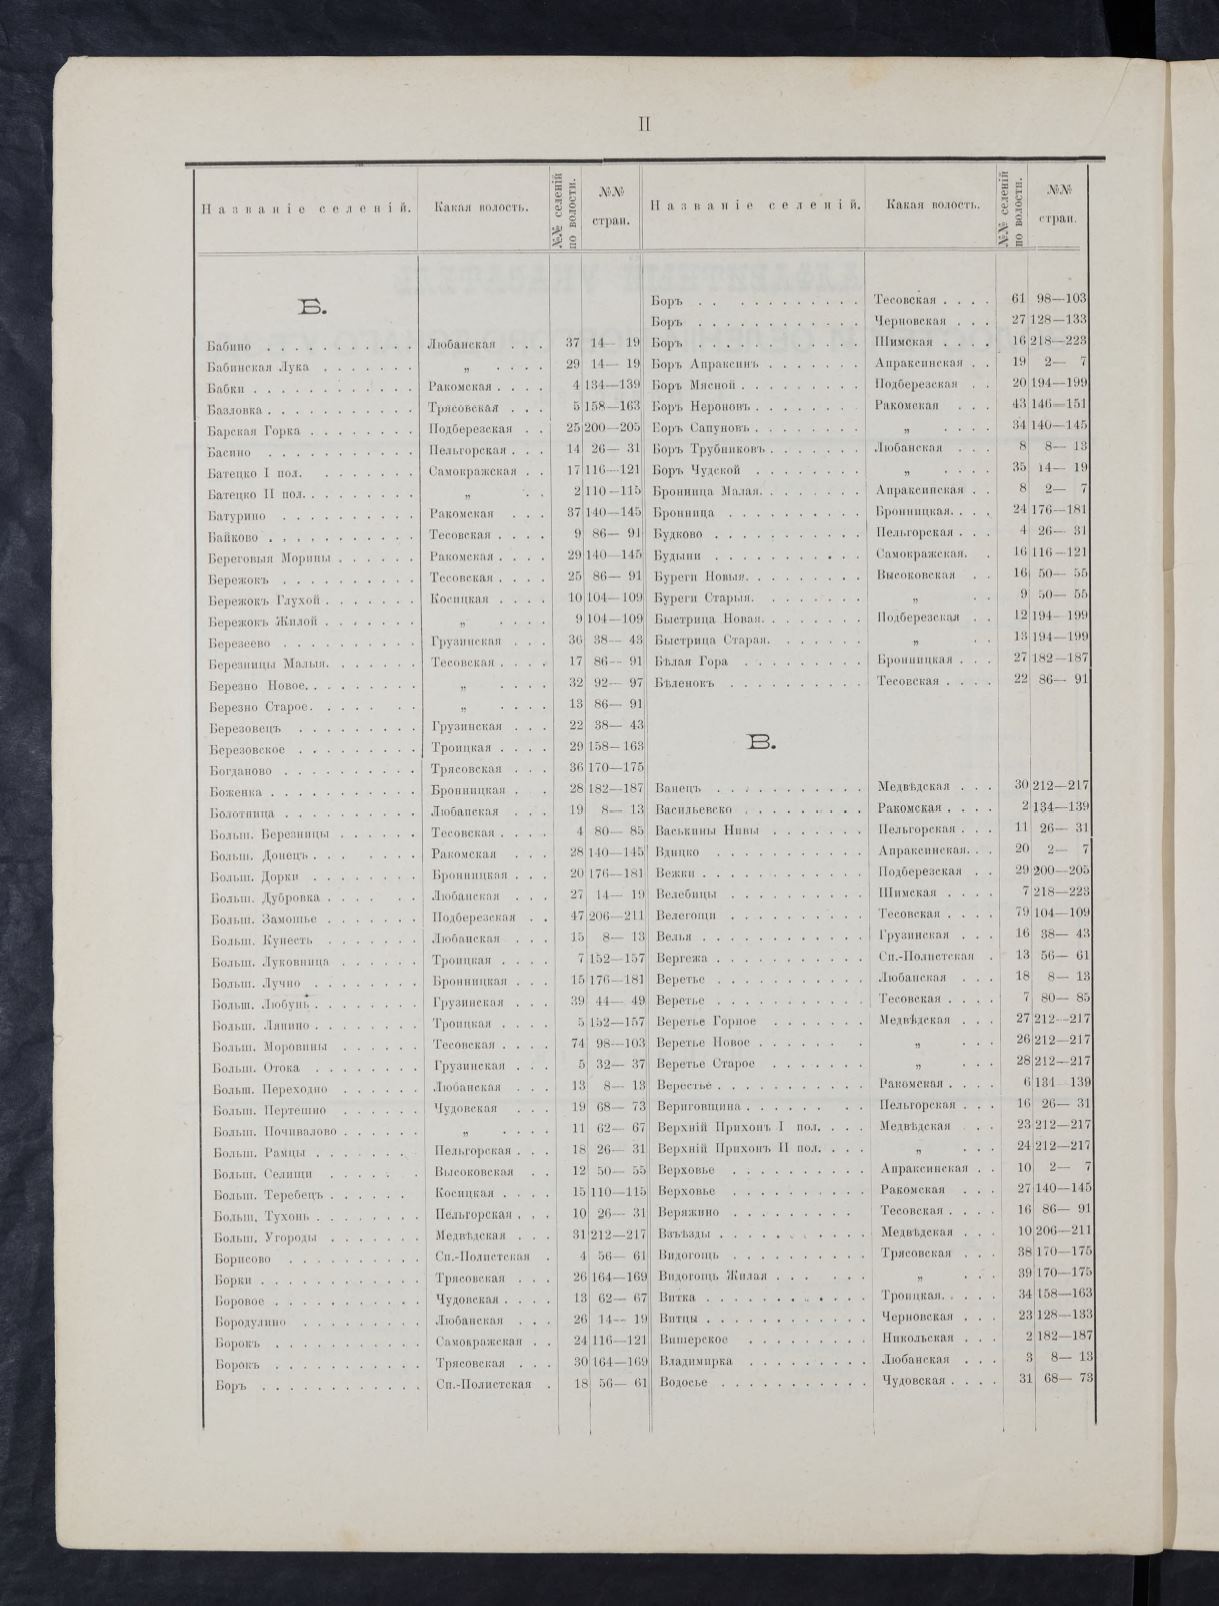 II
Названіе селеній. Какая волость. №№ селеній по волости. №№ стран.
Б.
Бабино Любанская 37 14—19
Бабинская Лука „ 29 14—19
Бабки Ракомская 4 134—139
Базловка Трясовская 5 158—163
Барская Горка Подберезская 25 200—205
Басино Пельгорская 14 26—31
Батецко I пол. Самокражская 17 116—121
Батецко II пол. „ 2 110—115
Батурино Ракомская 37 140—145
Байково Тесовская 9 86—91
Береговыя Морины Ракомская 29 140—145
Бережокъ Тесовская 25 86—91
Бережокъ Глухой Косицкая 10 104—109
Бережокъ Жилой „ 9 104—109
Березеево Грузинская 36 38—43
Березницы Малыя. Тесовская 17 86—91
Березно Новое. „ 32 92—97
Березно Старое. „ 13 86—91
Березовецъ Грузинская 22 38—43
Березовское Троицкая 29 158—163
Богданово Трясовская 36 170—175
Боженка Бронницкая 28 182—187
Болотница Любанская 19 8—13
Больш. Березницы Тесовская 4 80—85
Больш. Донецъ Ракомская 28 140—145
Больш. Дорки Бронницкая 20 176—181
Больш. Дубровка Любанская 27 14—19
Больш. Замошье Подберезская 47 206—211
Больш. Кунесть Любанская 15 8—13
Больш. Луковница Троицкая 7 152—157
Больш. Лучно Бронницкая 15 176—181
Больш. Любунь Грузинская 39 44—49
Больш. Ляпино Троицкая 5 152—157
Больш. Моровины Тесовская 74 98—103
Больш. Отока Грузинская 5 32—37
Больш. Переходно Любанская 13 8—13
Больш. Пертешно Чудовская 19 68—73
Больш. Почивалово „ 11 62—67
Больш. Рамцы Пельгорская 18 26—31
Больш. Селищи Высоковская 12 50—55
Больш. Теребецъ Косицкая 15 110—115
Больш. Тухонь Пельгорская 10 26—31
Больш. Угороды Медвѣдская 31 212—217
Борисово Сп.-Полистская 4 56—61
Борки Трясовская 26 164—169
Боровое Чудовская 13 62—67
Бородулино Любанская 26 14—19
Борокъ Самокражская 24 116—121
Борокъ Трясовская 30 164—169
Боръ Сп.-Полистская 18 56—61
Названіе селеній. Какая волость. №№ селеній по волости. №№ стран.
Боръ Тесовская 61 98—103
Боръ Черновская 27 128—133
Боръ Шимская 16 218—223
Боръ Апраксинъ Апраксинская 19 2—7
Боръ Мясной Подберезская 20 194—199
Боръ Нероновъ Ракомская 43 146—151
Боръ Сапуновъ „ 34 140—145
Боръ Трубниковъ Любанская 8 8—13
Боръ Чудской „ 35 14—19
Бронница Малая. Апраксинская 8 2—7
Бронница Бронницкая. 24 176—181
Будково Пельгорская 4 26—31
Будыни Самокражская. 16 116—121
Буреги Новыя. Высоковская 16 50—55
Буреги Старыя. „ 9 50—55
Быстрица Новая. Подберезская 12 194—199
Быстрица Старая. „ 13 194—199
Бѣлая Гора Бронницкая 27 182—187
Бѣленокъ Тесовская 22 86—91
В.
Ванецъ Медвѣдская 30 212—217
Васильевско Ракомская 2 134—139
Васькины Нивы Пельгорская 11 26—31
Вдицко Апраксинская. 20 2—7
Вежки Подберезская 29 200—205
Велебицы Шимская 7 218—223
Велегощи Тесовская 79 104—109
Велья Грузинская 16 38—43
Вергежа Сп.-Полистская 13 56—61
Веретье Любанская 18 8—13
Веретье Тесовская 7 80—85
Веретье Горное Медвѣдская 27 212—217
Веретье Новое „ 26 212—217
Веретье Старое „ 28 212—217
Верестье Ракомская 6 134—139
Вериговщина Пельгорская 16 26—31
Верхній Прихонъ I пол. Медвѣдская 23 212—217
Верхній Прихонъ II пол. „ 24 212—217
Верховье Апраксинская 10 2—7
Верховье Ракомская 27 140—145
Веряжино Тесовская 16 86—91
Взъѣзды Медвѣдская 10 206—211
Видогощь Трясовская 38 170—175
Видогощь Жилая „ 39 170—175
Витка Троицкая. 34 158—163
Витцы Черновская 23 128—133
Вишерское Никольская 2 182—187
Владимирка Любанская 3 8—13
Водосье Чудовская 31 68—73